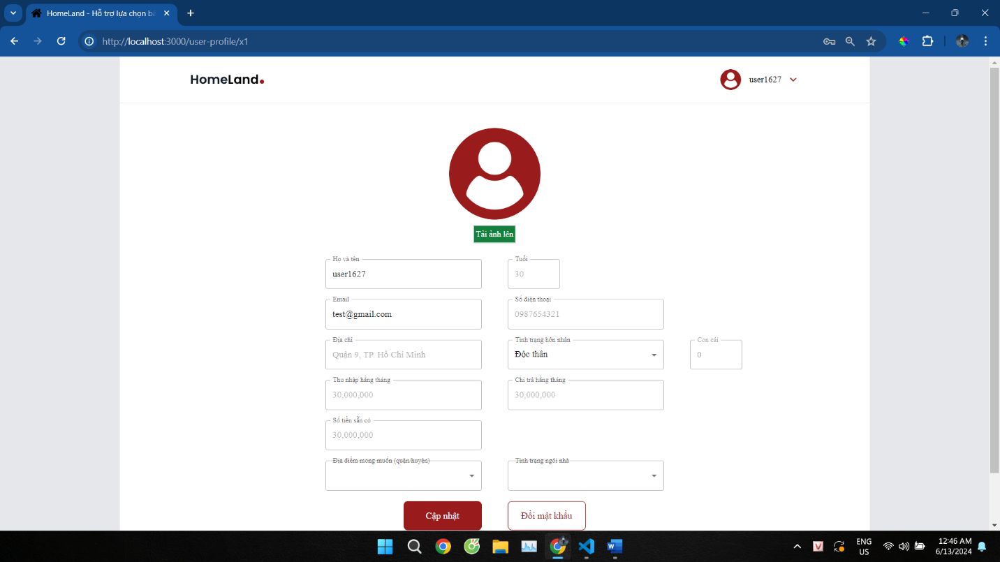 HomeLand - Hỗ trợ lựa chọn bấ
http://localhost:3000/user-profile/x1
HomeLand.
user1627
Tải ảnh lên
Họ và tên
Tuổi
user1627
30
Email
Số điện thoại
test@gmail.com
0987654321
Địa chỉ
Tình trạng hôn nhân
Con cái
Quận 9, TP. Hồ Chí Minh
Độc thân
0
Thu nhập hằng tháng
Chi trả hằng tháng
30,000,000
30,000,000
Số tiền sẵn có
30,000,000
Địa điểm mong muốn (quận/huyện)
Tình trạng ngôi nhà
Cập nhật
Đổi mật khẩu
ENG
US
12:46 AM
6/13/2024